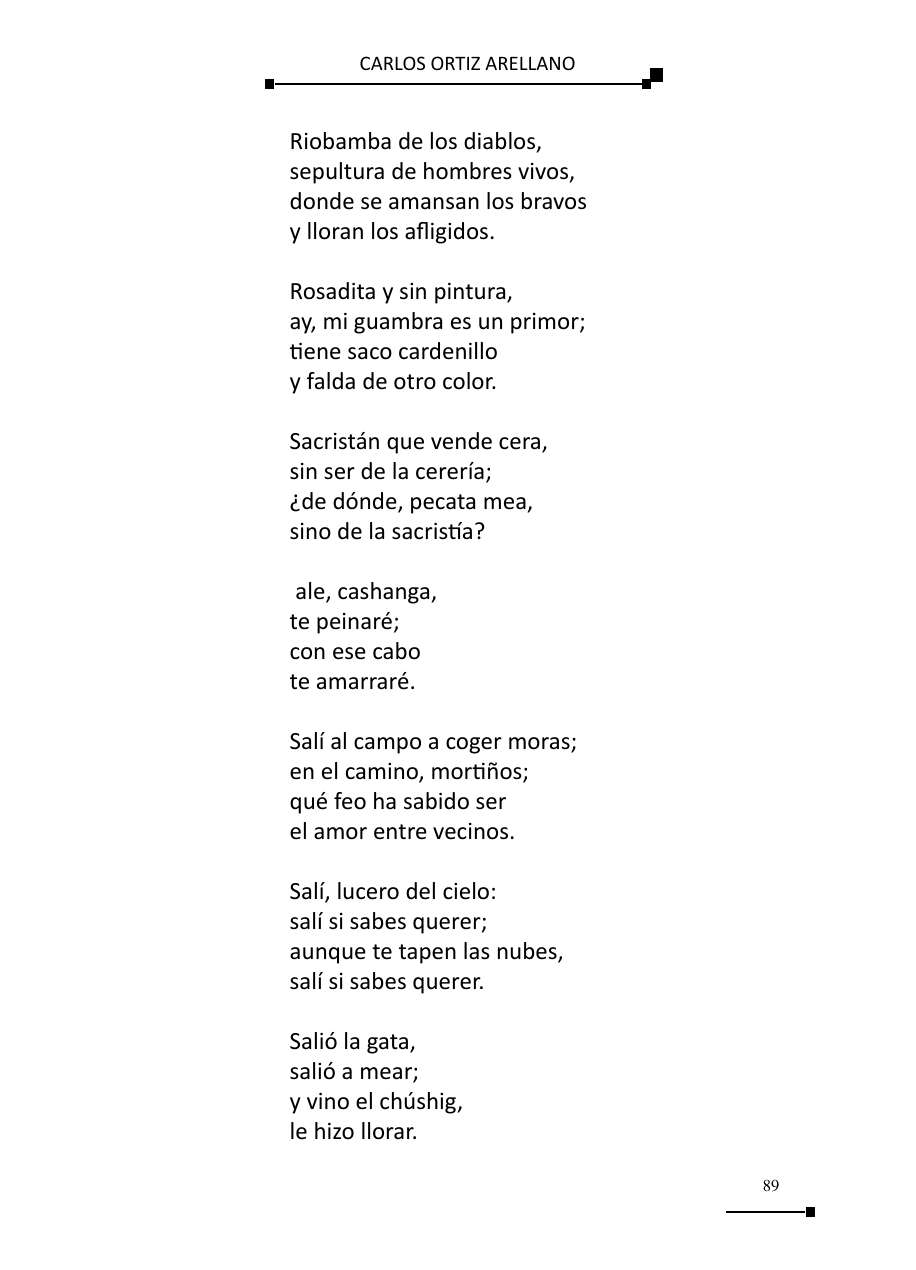 CARLOS ORTIZ ARELLANO
Riobamba de los diablos,
sepultura de hombres vivos,
donde se amansan los bravos
y lloran los afligidos.
Rosadita y sin pintura,
ay, mi guambra es un primor;
tiene saco cardenillo
y falda de otro color.
Sacristán que vende cera,
sin ser de la cerería;
¿de dónde, pecata mea,
sino de la sacristía?
ale, cashanga,
te peinaré;
con ese cabo
te amarraré.
Salí al campo a coger moras;
en el camino, mortiños;
qué feo ha sabido ser
el amor entre vecinos.
Salí, lucero del cielo:
salí si sabes querer;
aunque te tapen las nubes,
salí si sabes querer.
Salió la gata,
salió a mear;
y vino el chúshig,
le hizo llorar.
89